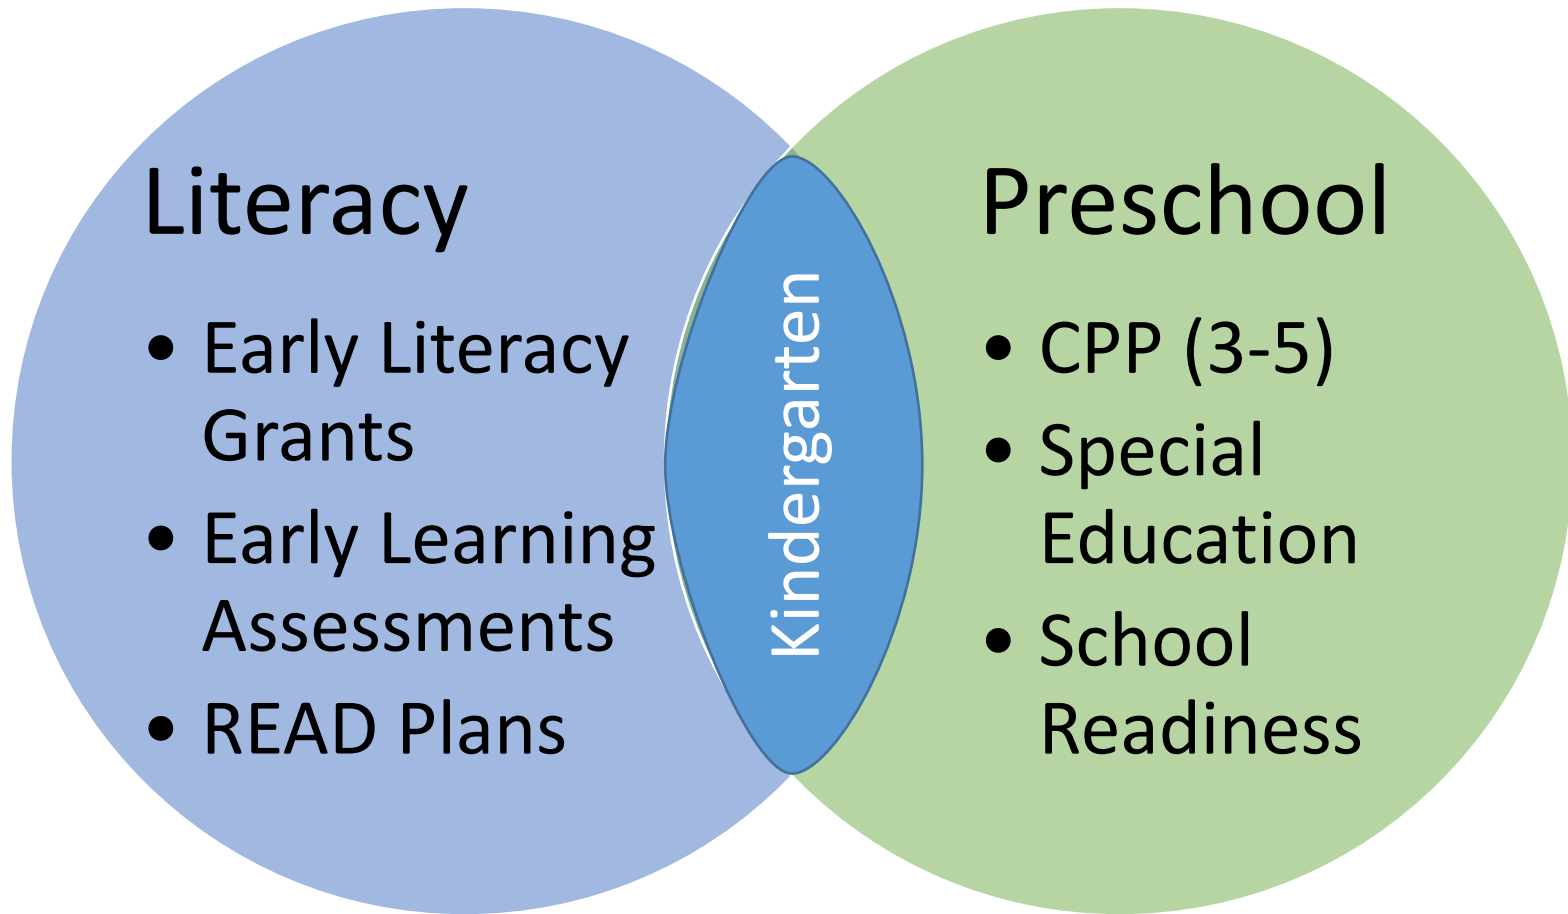 Literacy
• Early Literacy
Grants
• Early Learning
Assessments
• READ Plans
Kindergarten
Preschool
• CPP (3-5)
• Special
Education
• School
Readiness